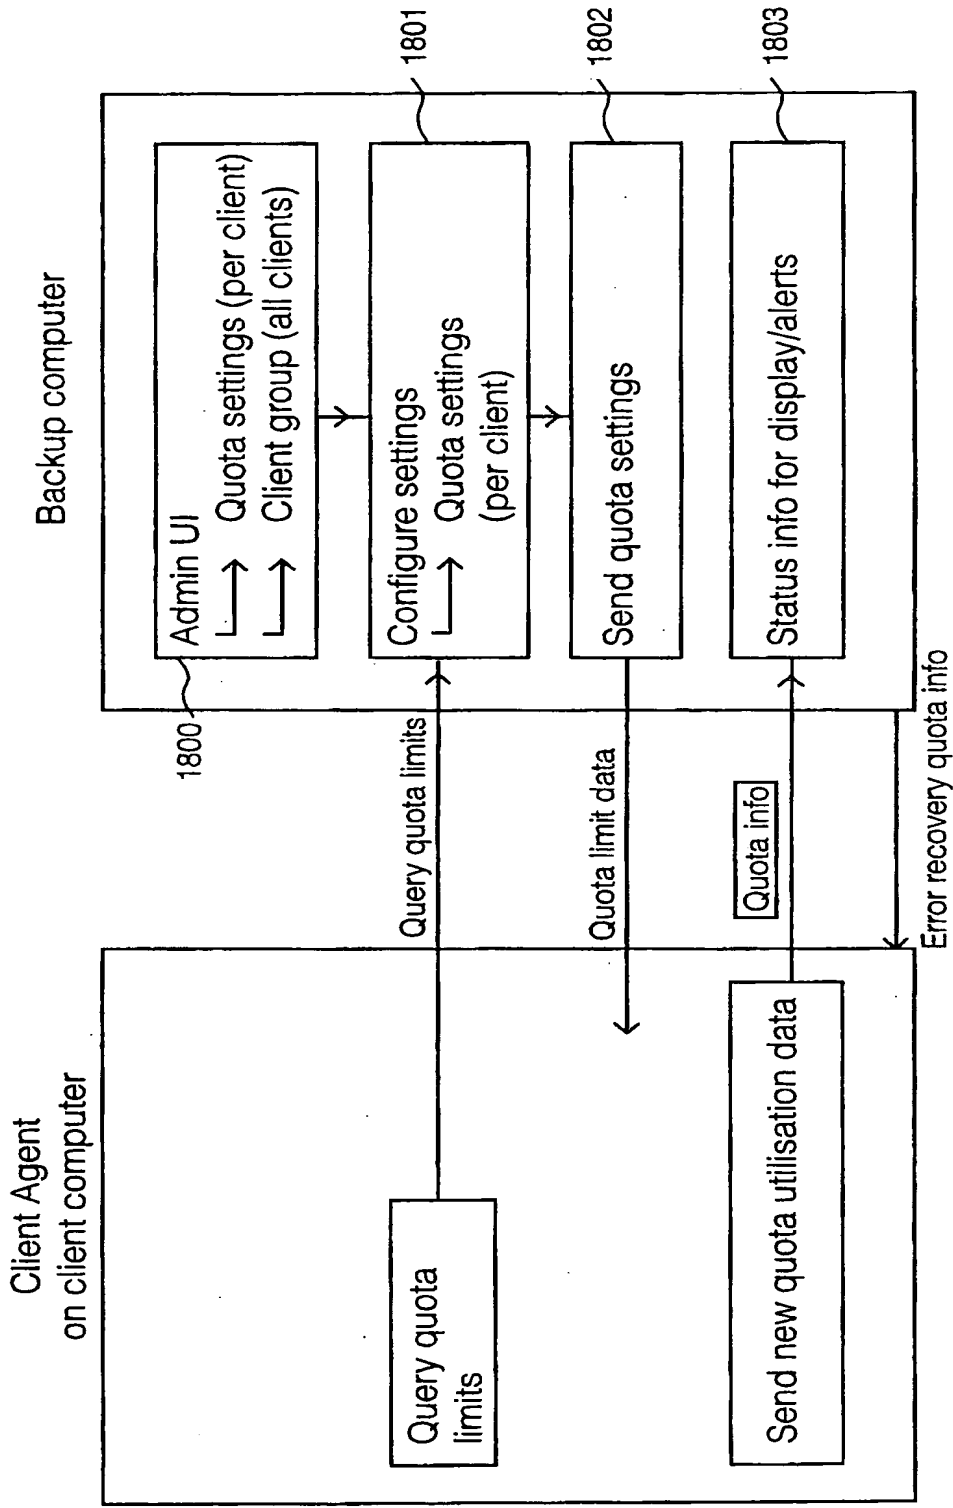 Client Agent
on client computer
Backup computer
Query quota
limits
Send new quota utilisation data
Query quota limits
Quota limit data
Quota info
Error recovery quota info
1800
Admin UI
Quota settings (per client)
Client group (all clients)
Configure settings
Quota settings
(per client)
1801
Send quota settings
1802
Status info for display/alerts
1803